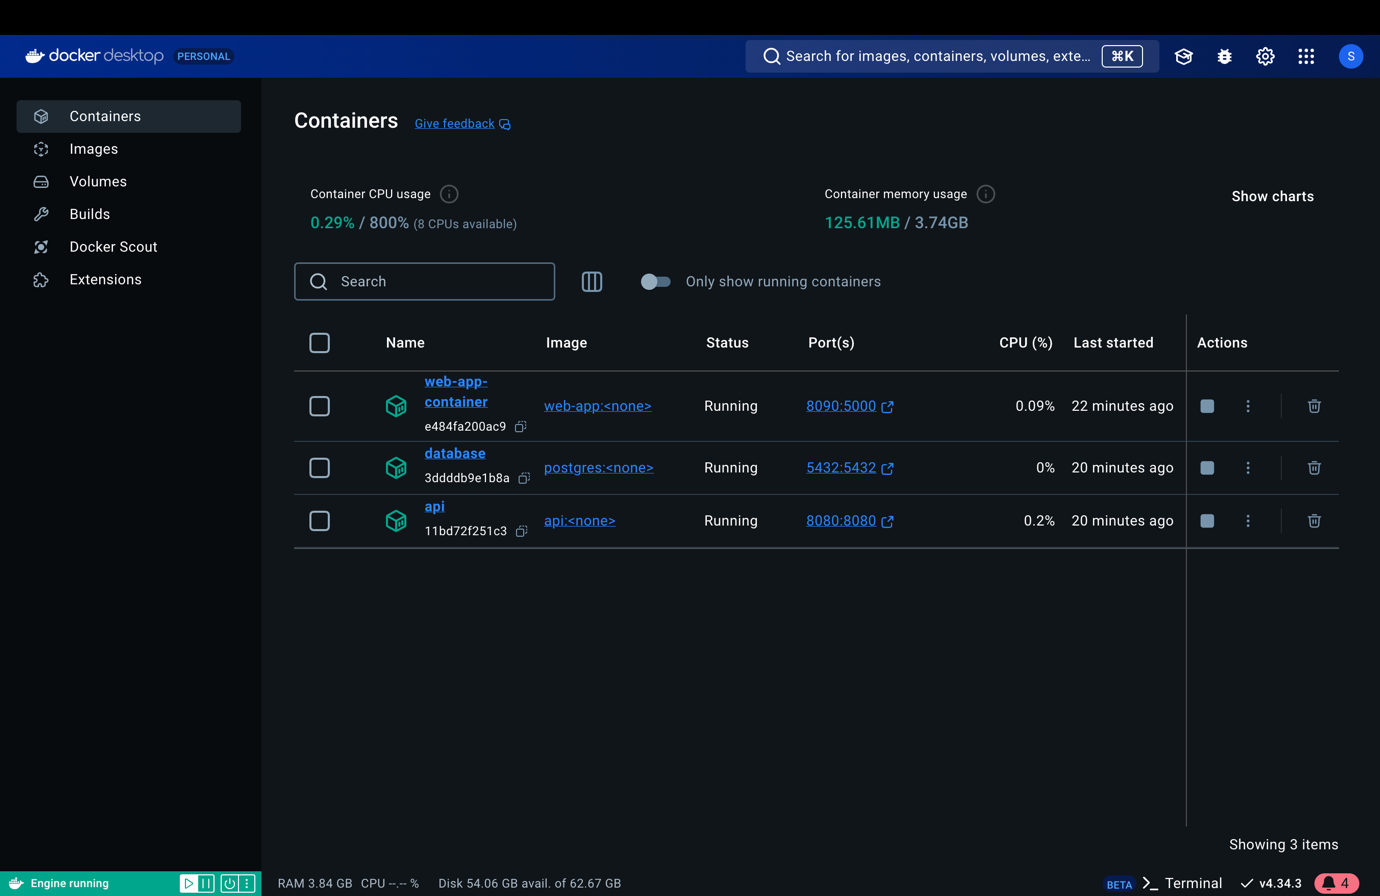 docker desktop PERSONAL
Search for images, containers, volumes, exte... ⌘K
S
Containers
Images
Volumes
Builds
Docker Scout
Extensions
Containers Give feedback
Container CPU usage
0.29% / 800% (8 CPUs available)
Container memory usage
125.61MB / 3.74GB
Show charts
Search
Only show running containers
Name Image Status Port(s) CPU (%) Last started Actions
web-app-
container
e484fa200ac9
web-app:<none> Running 8090:5000 0.09% 22 minutes ago
database
3ddddb9e1b8a
postgres:<none> Running 5432:5432 0% 20 minutes ago
api
11bd72f251c3
api:<none> Running 8080:8080 0.2% 20 minutes ago
Showing 3 items
Engine running
RAM 3.84 GB CPU --.-- % Disk 54.06 GB avail. of 62.67 GB
BETA >_ Terminal v4.34.3 4